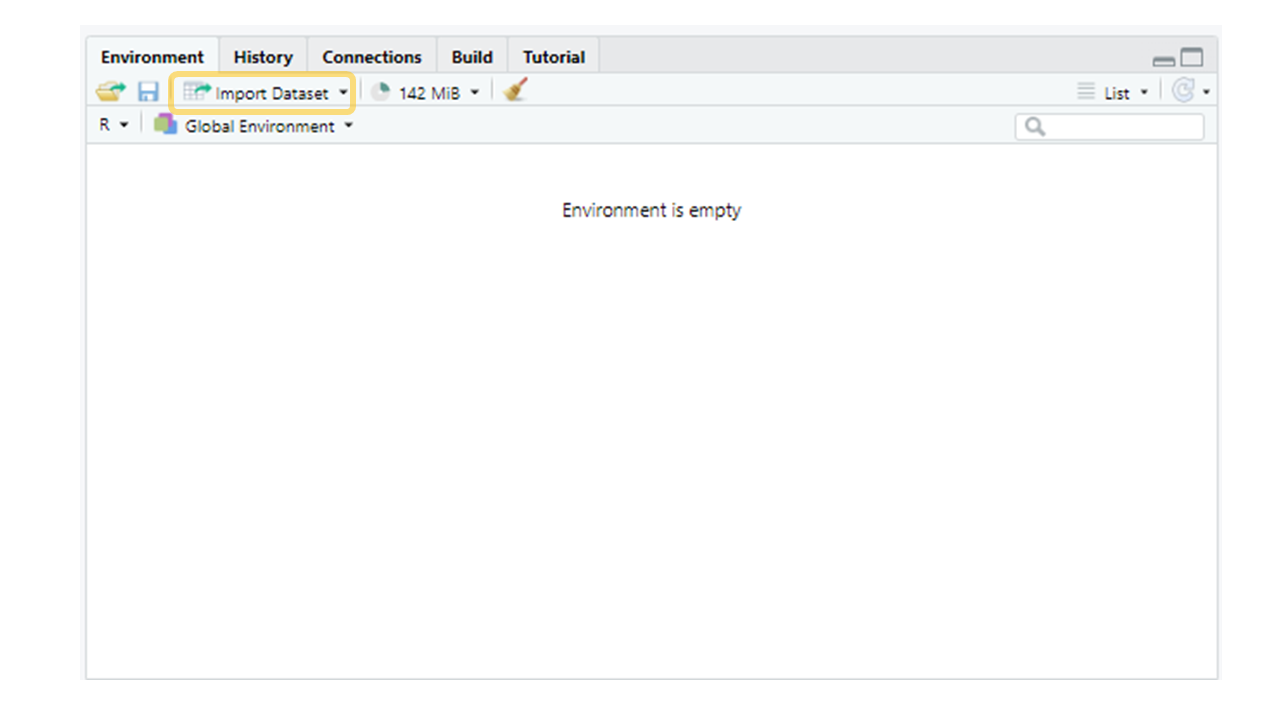 Environment History Connections Build Tutorial
Import Dataset 142 MiB List
R Global Environment
Environment is empty